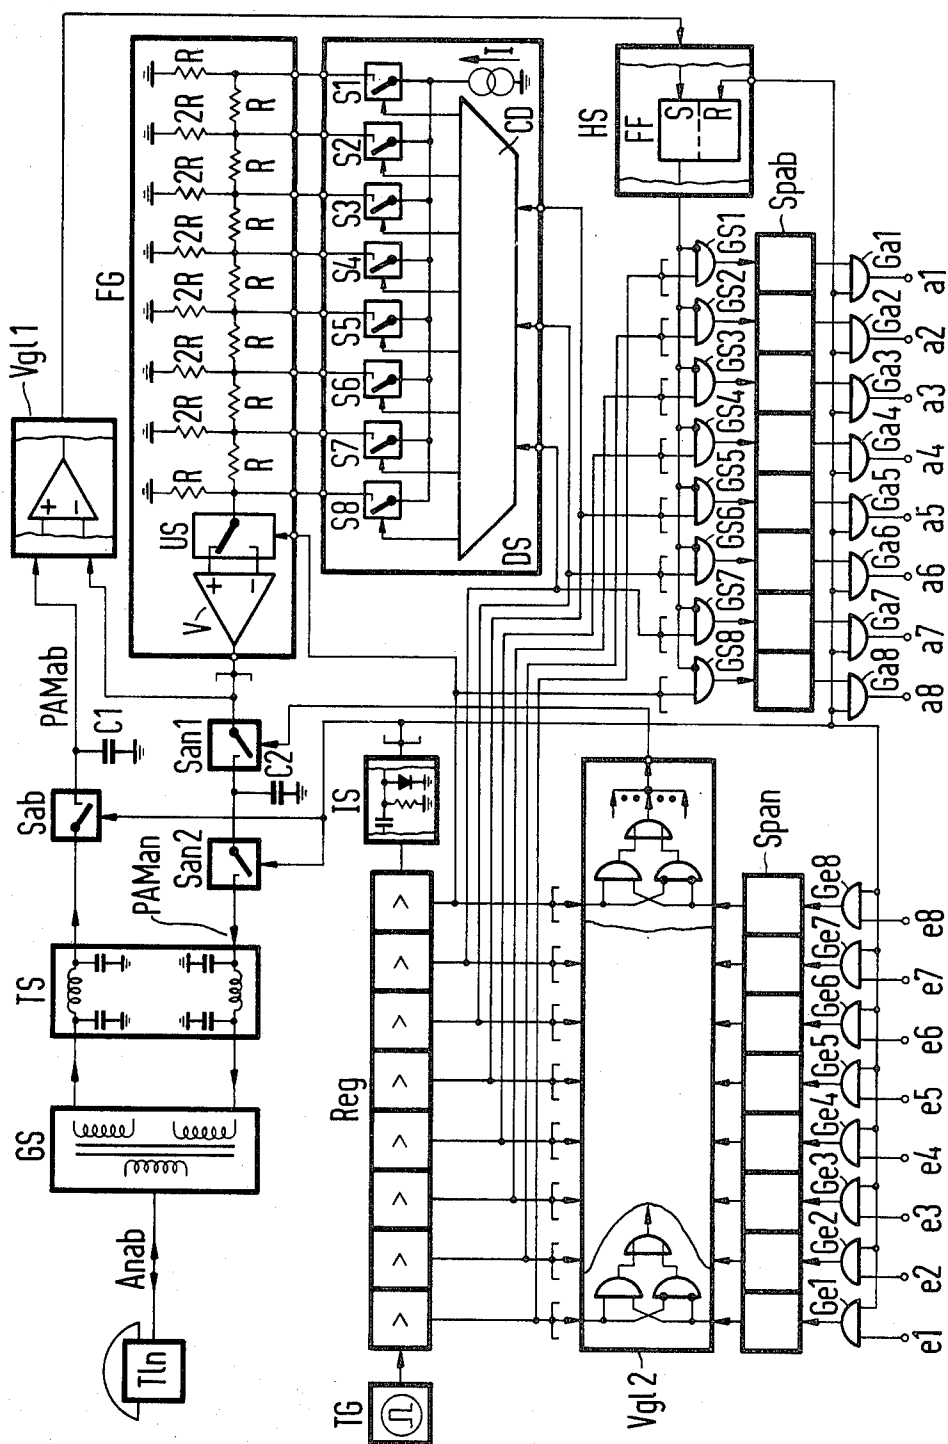 Tln
Anab
GS
TS
PAMan
PAMab
Sab
C1
San2
San1
C2
Vgl1
+
−
FG
V
+
−
US
R
2R
2R
2R
2R
2R
2R
R
R
R
R
R
R
R
R
DS
S8
S7
S6
S5
S4
S3
S2
S1
CD
I
HS
FF
S
R
TG
Reg
IS
Vgl2
Span
Ge1
Ge2
Ge3
Ge4
Ge5
Ge6
Ge7
Ge8
e1
e2
e3
e4
e5
e6
e7
e8
GS8
GS7
GS6
GS5
GS4
GS3
GS2
GS1
Spab
Ga8
Ga7
Ga6
Ga5
Ga4
Ga3
Ga2
Ga1
a8
a7
a6
a5
a4
a3
a2
a1